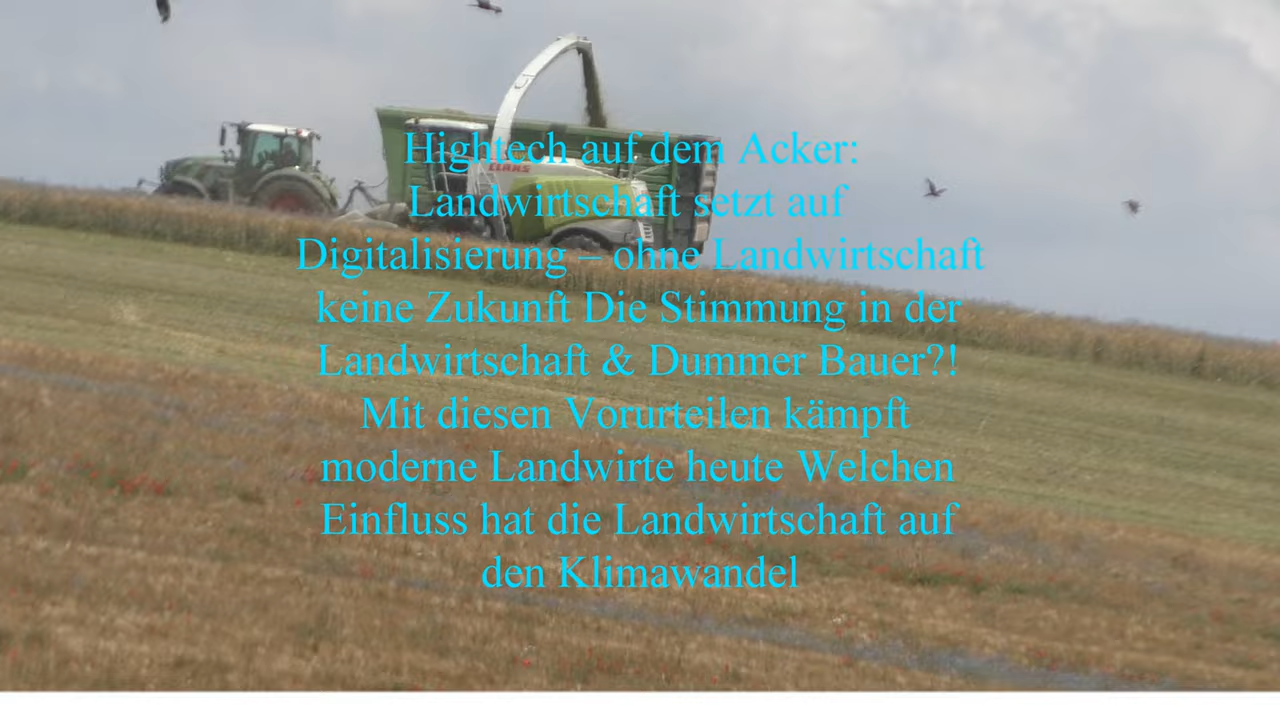 CLAAS
Hightech auf dem Acker:
Landwirtschaft setzt auf
Digitalisierung – ohne Landwirtschaft
keine Zukunft Die Stimmung in der
Landwirtschaft & Dummer Bauer?!
Mit diesen Vorurteilen kämpft
moderne Landwirte heute Welchen
Einfluss hat die Landwirtschaft auf
den Klimawandel